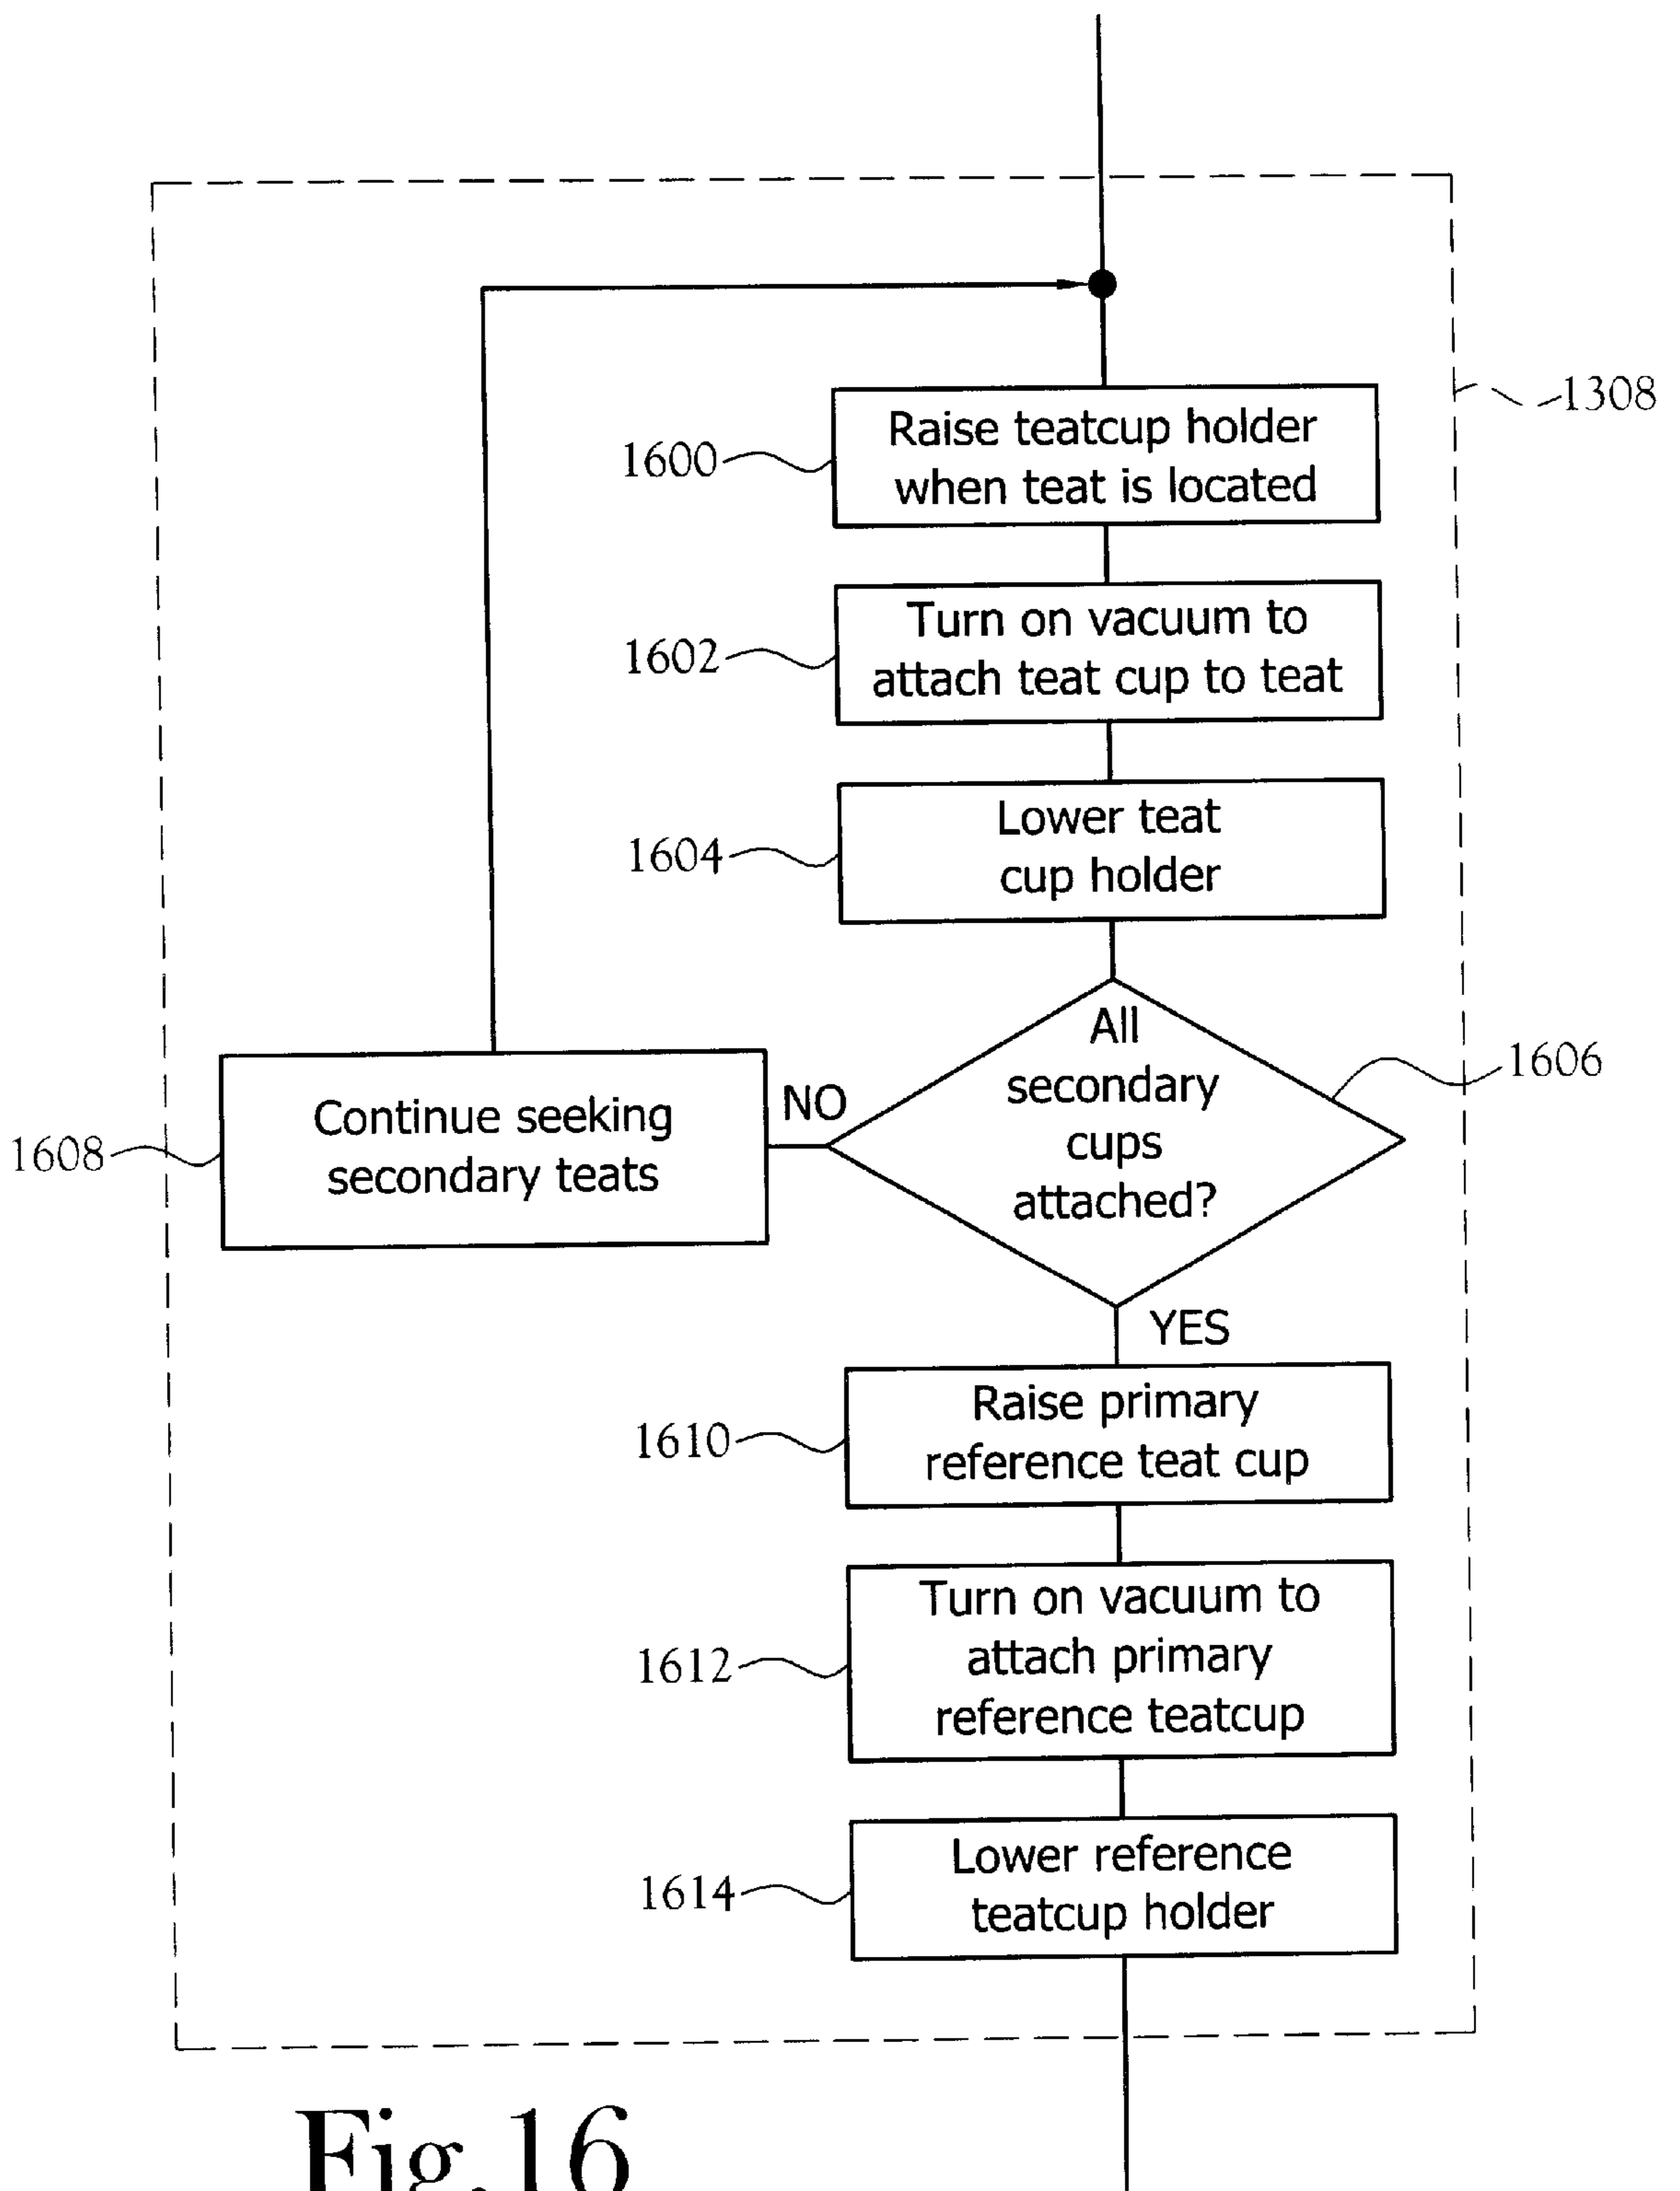 1308
1600
Raise teatcup holder
when teat is located
1602
Turn on vacuum to
attach teat cup to teat
1604
Lower teat
cup holder
1606
All
secondary
cups
attached?
NO
1608
Continue seeking
secondary teats
YES
1610
Raise primary
reference teat cup
1612
Turn on vacuum to
attach primary
reference teatcup
1614
Lower reference
teatcup holder
Fig.16